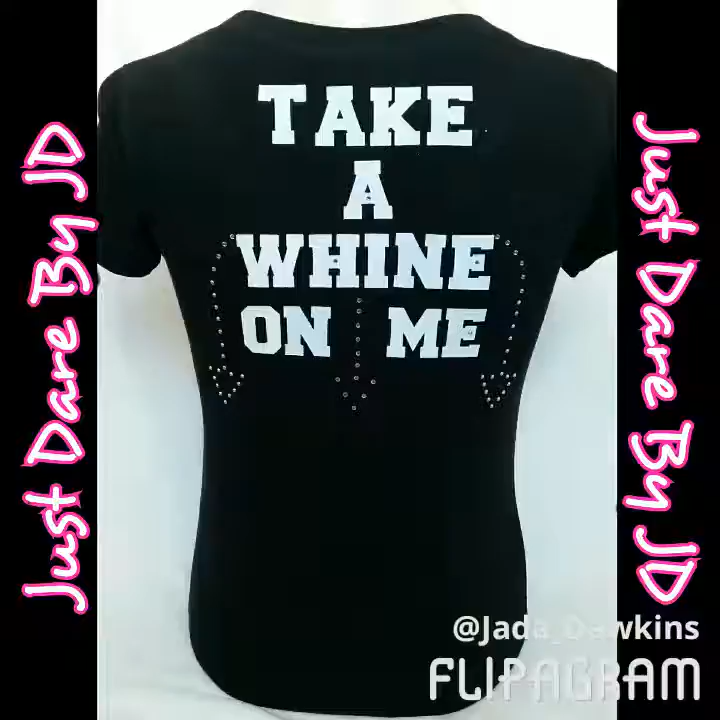 TAKE
A
WHINE
ON ME
Just Dare By JD
Just Dare By JD
@Jada_Dawkins
FLIPAGRAM